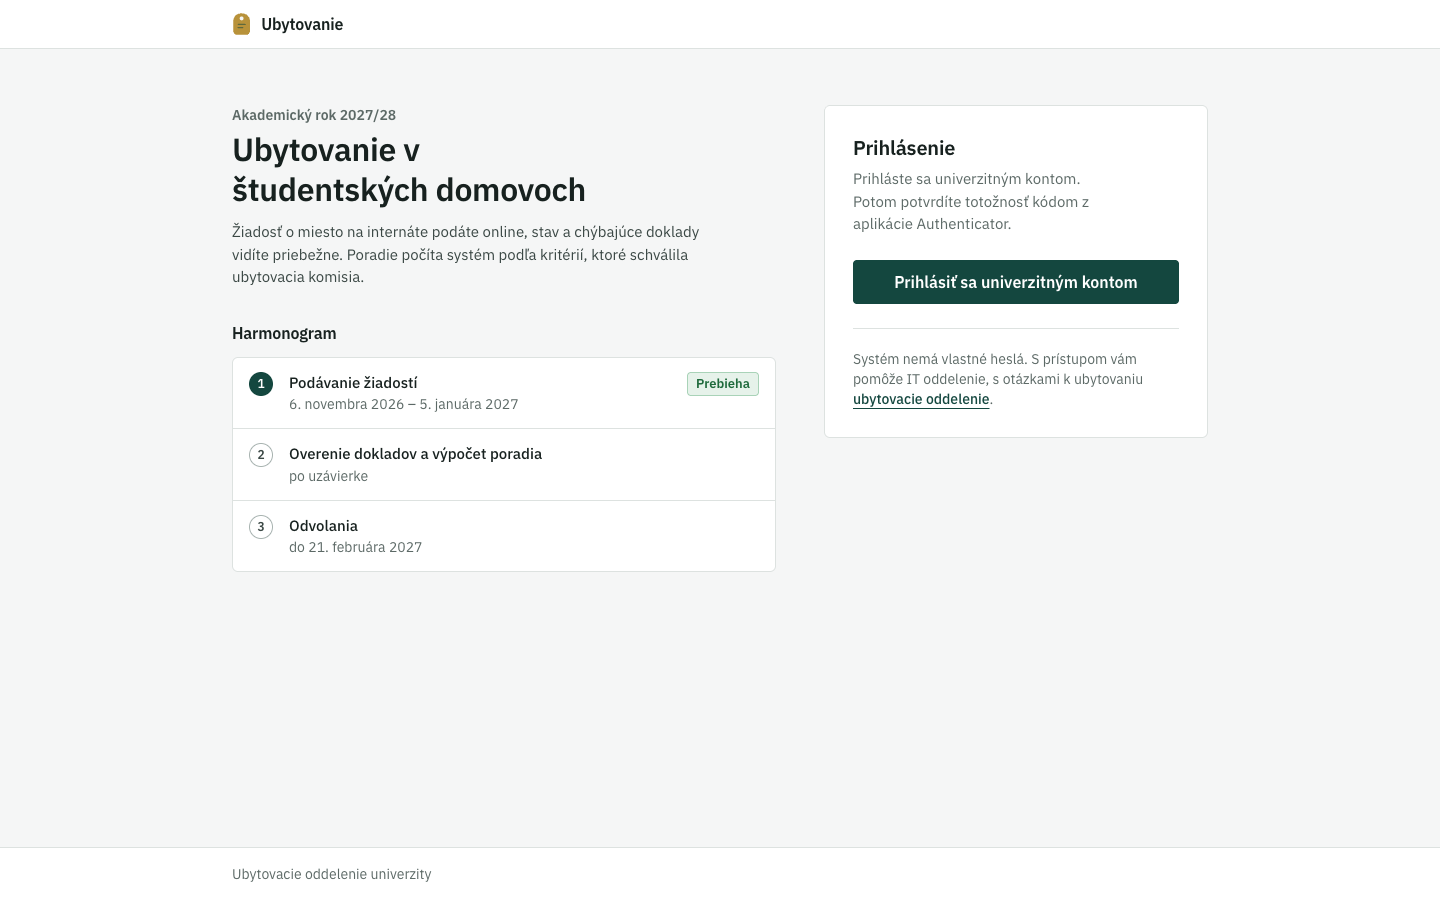 Ubytovanie
Akademický rok 2027/28
Ubytovanie v
študentských domovoch
Žiadosť o miesto na internáte podáte online, stav a chýbajúce doklady
vidíte priebežne. Poradie počíta systém podľa kritérií, ktoré schválila
ubytovacia komisia.
Harmonogram
1 Podávanie žiadostí Prebieha
6. novembra 2026 – 5. januára 2027
2 Overenie dokladov a výpočet poradia
po uzávierke
3 Odvolania
do 21. februára 2027
Prihlásenie
Prihláste sa univerzitným kontom.
Potom potvrdíte totožnosť kódom z
aplikácie Authenticator.
Prihlásiť sa univerzitným kontom
Systém nemá vlastné heslá. S prístupom vám
pomôže IT oddelenie, s otázkami k ubytovaniu
ubytovacie oddelenie.
Ubytovacie oddelenie univerzity